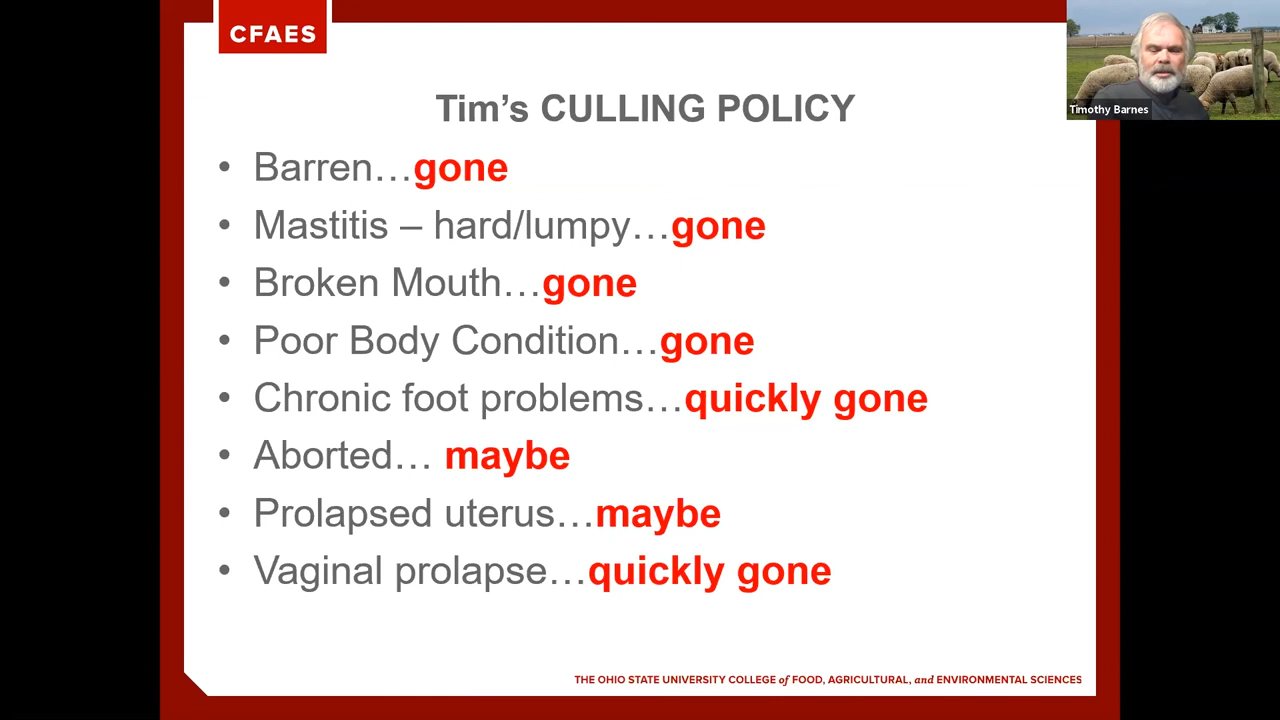 CFAES
Timothy Barnes
Tim’s CULLING POLICY
• Barren…gone
• Mastitis – hard/lumpy…gone
• Broken Mouth…gone
• Poor Body Condition…gone
• Chronic foot problems…quickly gone
• Aborted… maybe
• Prolapsed uterus…maybe
• Vaginal prolapse…quickly gone
THE OHIO STATE UNIVERSITY COLLEGE of FOOD, AGRICULTURAL, and ENVIRONMENTAL SCIENCES